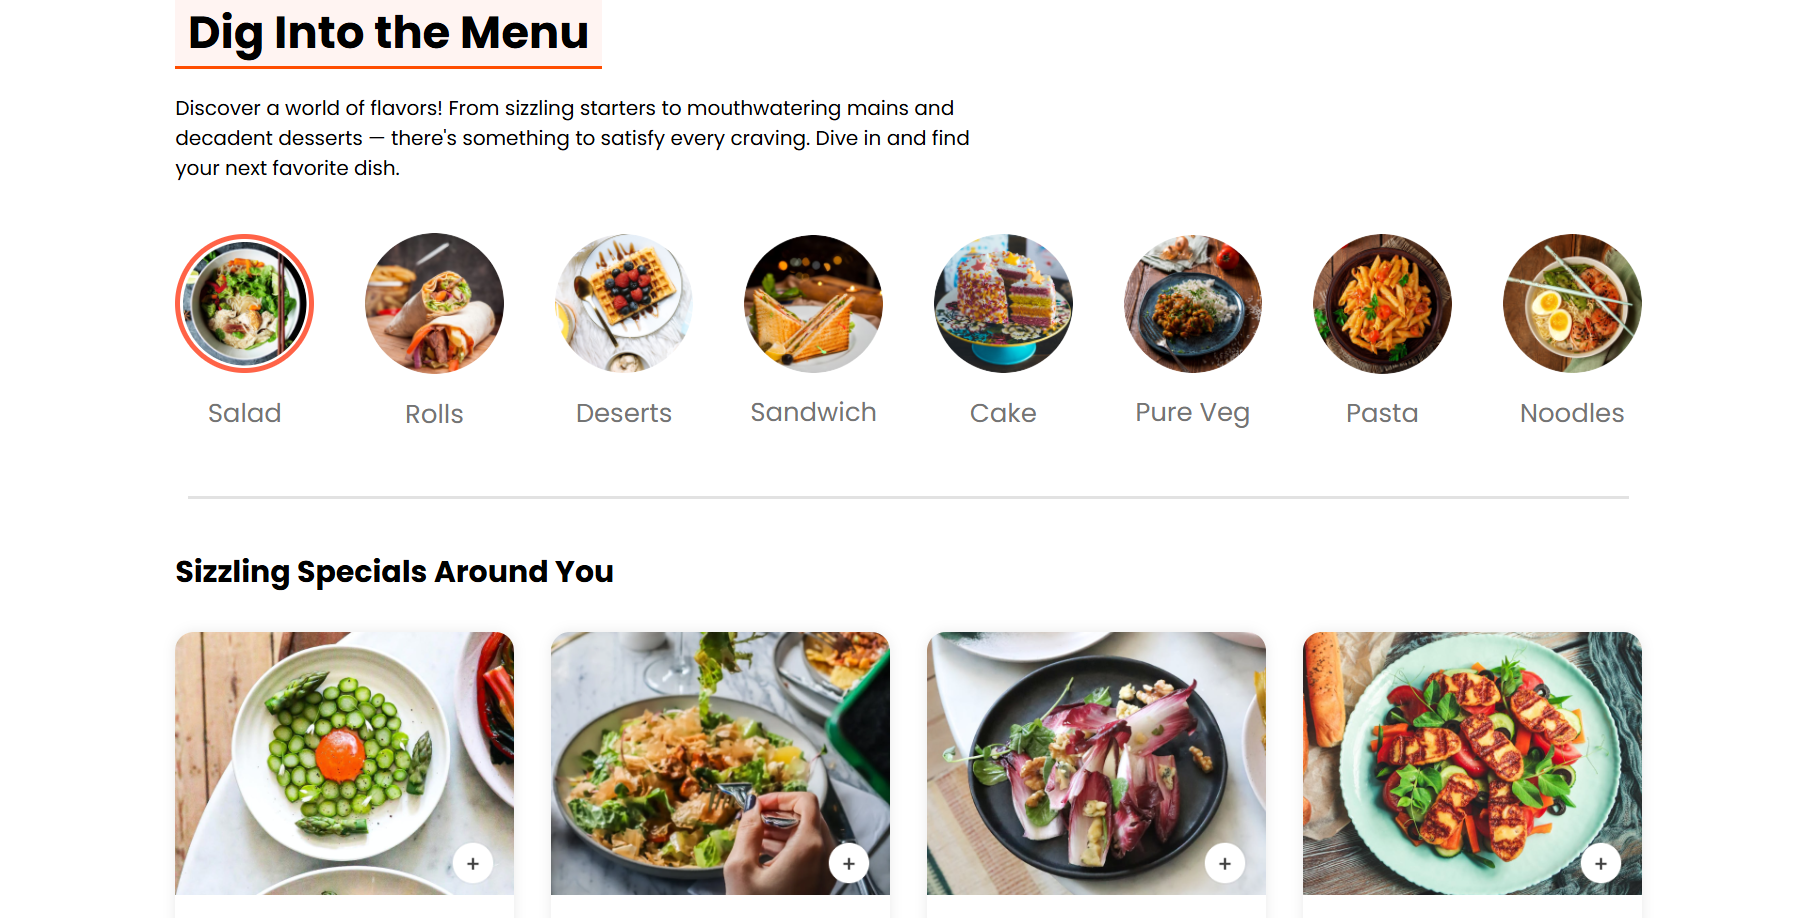 Dig Into the Menu
Discover a world of flavors! From sizzling starters to mouthwatering mains and
decadent desserts — there's something to satisfy every craving. Dive in and find
your next favorite dish.
Salad Rolls Deserts Sandwich Cake Pure Veg Pasta Noodles
Sizzling Specials Around You
+ + + +